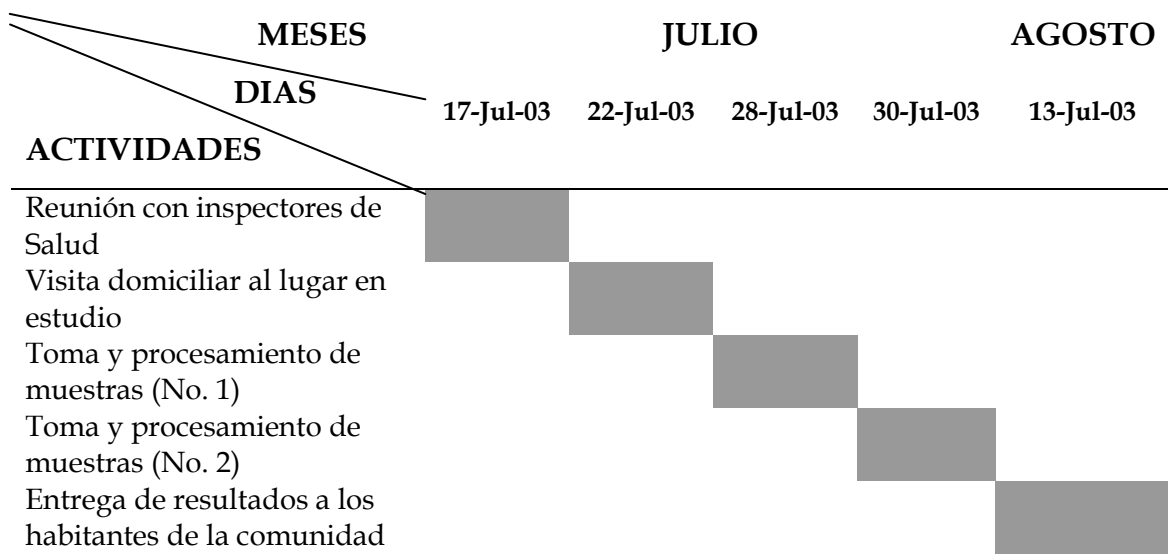 MESES JULIO AGOSTO
DIAS
17-Jul-03 22-Jul-03 28-Jul-03 30-Jul-03 13-Jul-03
ACTIVIDADES
Reunión con inspectores de
Salud
Visita domiciliar al lugar en
estudio
Toma y procesamiento de
muestras (No. 1)
Toma y procesamiento de
muestras (No. 2)
Entrega de resultados a los
habitantes de la comunidad